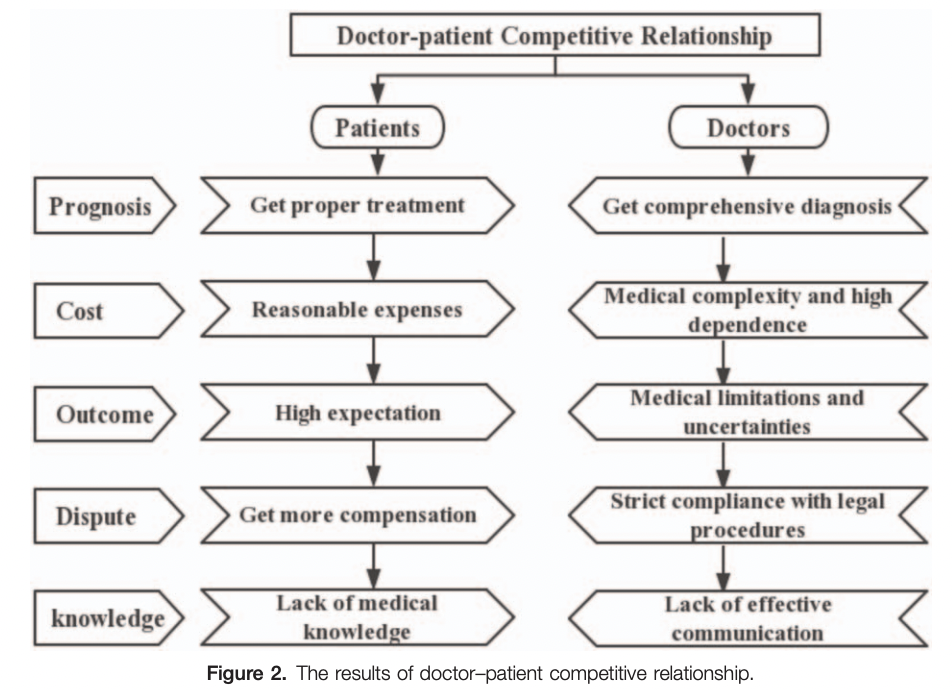 Doctor-patient Competitive Relationship
Patients
Doctors
Prognosis
Get proper treatment
Get comprehensive diagnosis
Cost
Reasonable expenses
Medical complexity and high
dependence
Outcome
High expectation
Medical limitations and
uncertainties
Dispute
Get more compensation
Strict compliance with legal
procedures
knowledge
Lack of medical
knowledge
Lack of effective
communication
Figure 2. The results of doctor–patient competitive relationship.